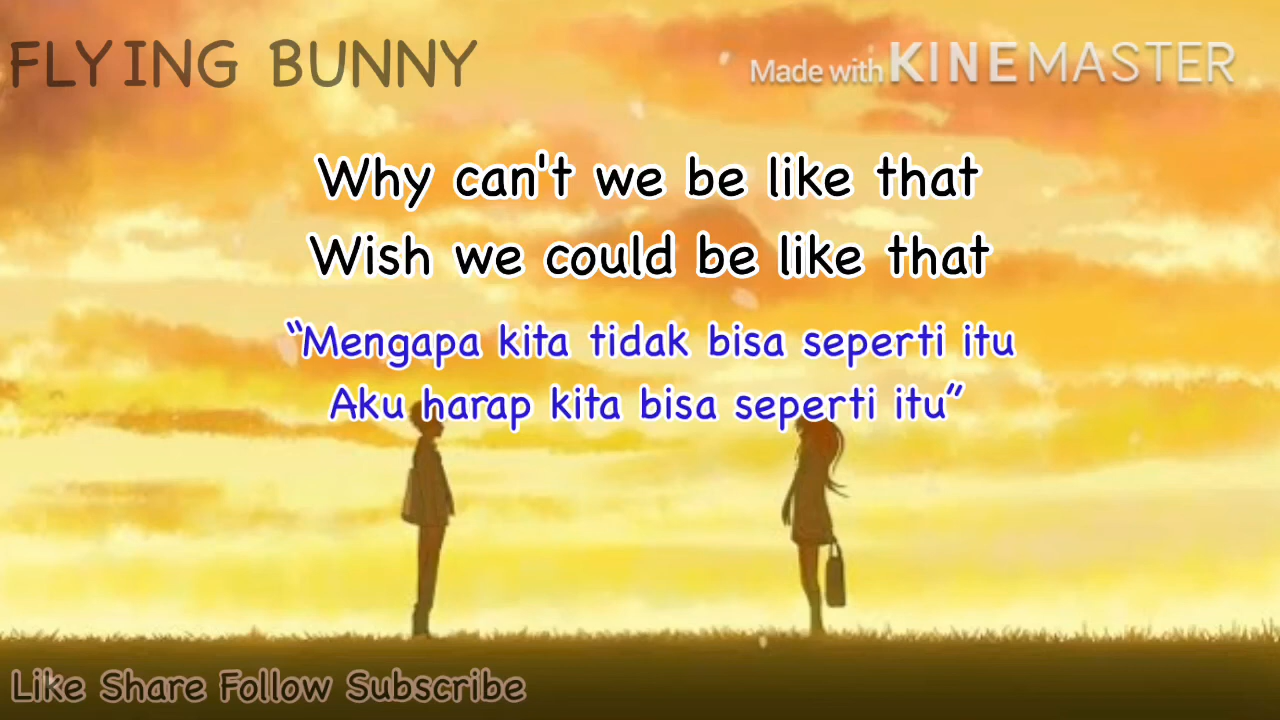 FLYING BUNNY
Made with KINEMASTER
Why can't we be like that
Wish we could be like that
“Mengapa kita tidak bisa seperti itu
Aku harap kita bisa seperti itu”
Like Share Follow Subscribe